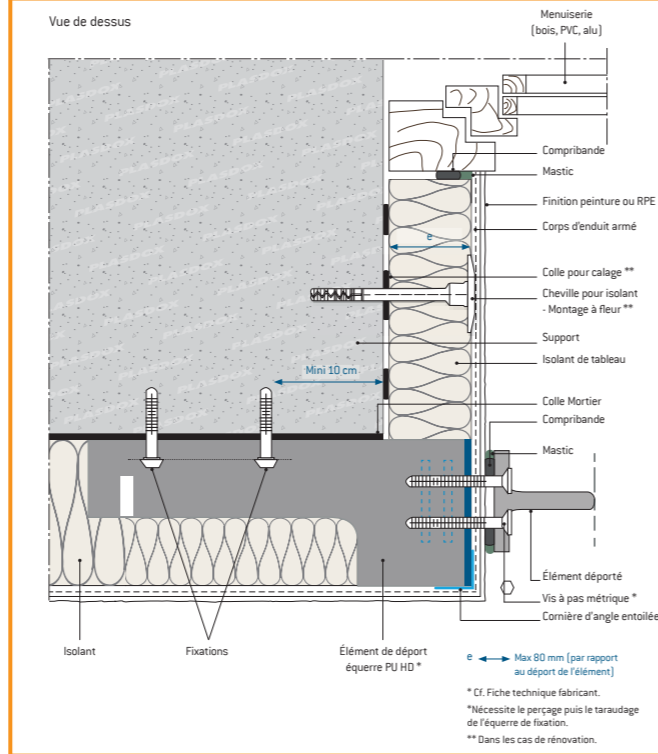 Vue de dessus
Menuiserie
(bois, PVC, alu)
Compribande
Mastic
Finition peinture ou RPE
Corps d'enduit armé
e
Colle pour calage **
Cheville pour isolant
- Montage à fleur **
Support
Isolant de tableau
Mini 10 cm
Colle Mortier
Compribande
Mastic
Élément déporté
Vis à pas métrique *
Cornière d'angle entoilée
Isolant
Fixations
Élément de déport
équerre PU HD *
e Max 80 mm (par rapport
au déport de l'élément)
* Cf. Fiche technique fabricant.
*Nécessite le perçage puis le taraudage
de l'équerre de fixation.
** Dans les cas de rénovation.